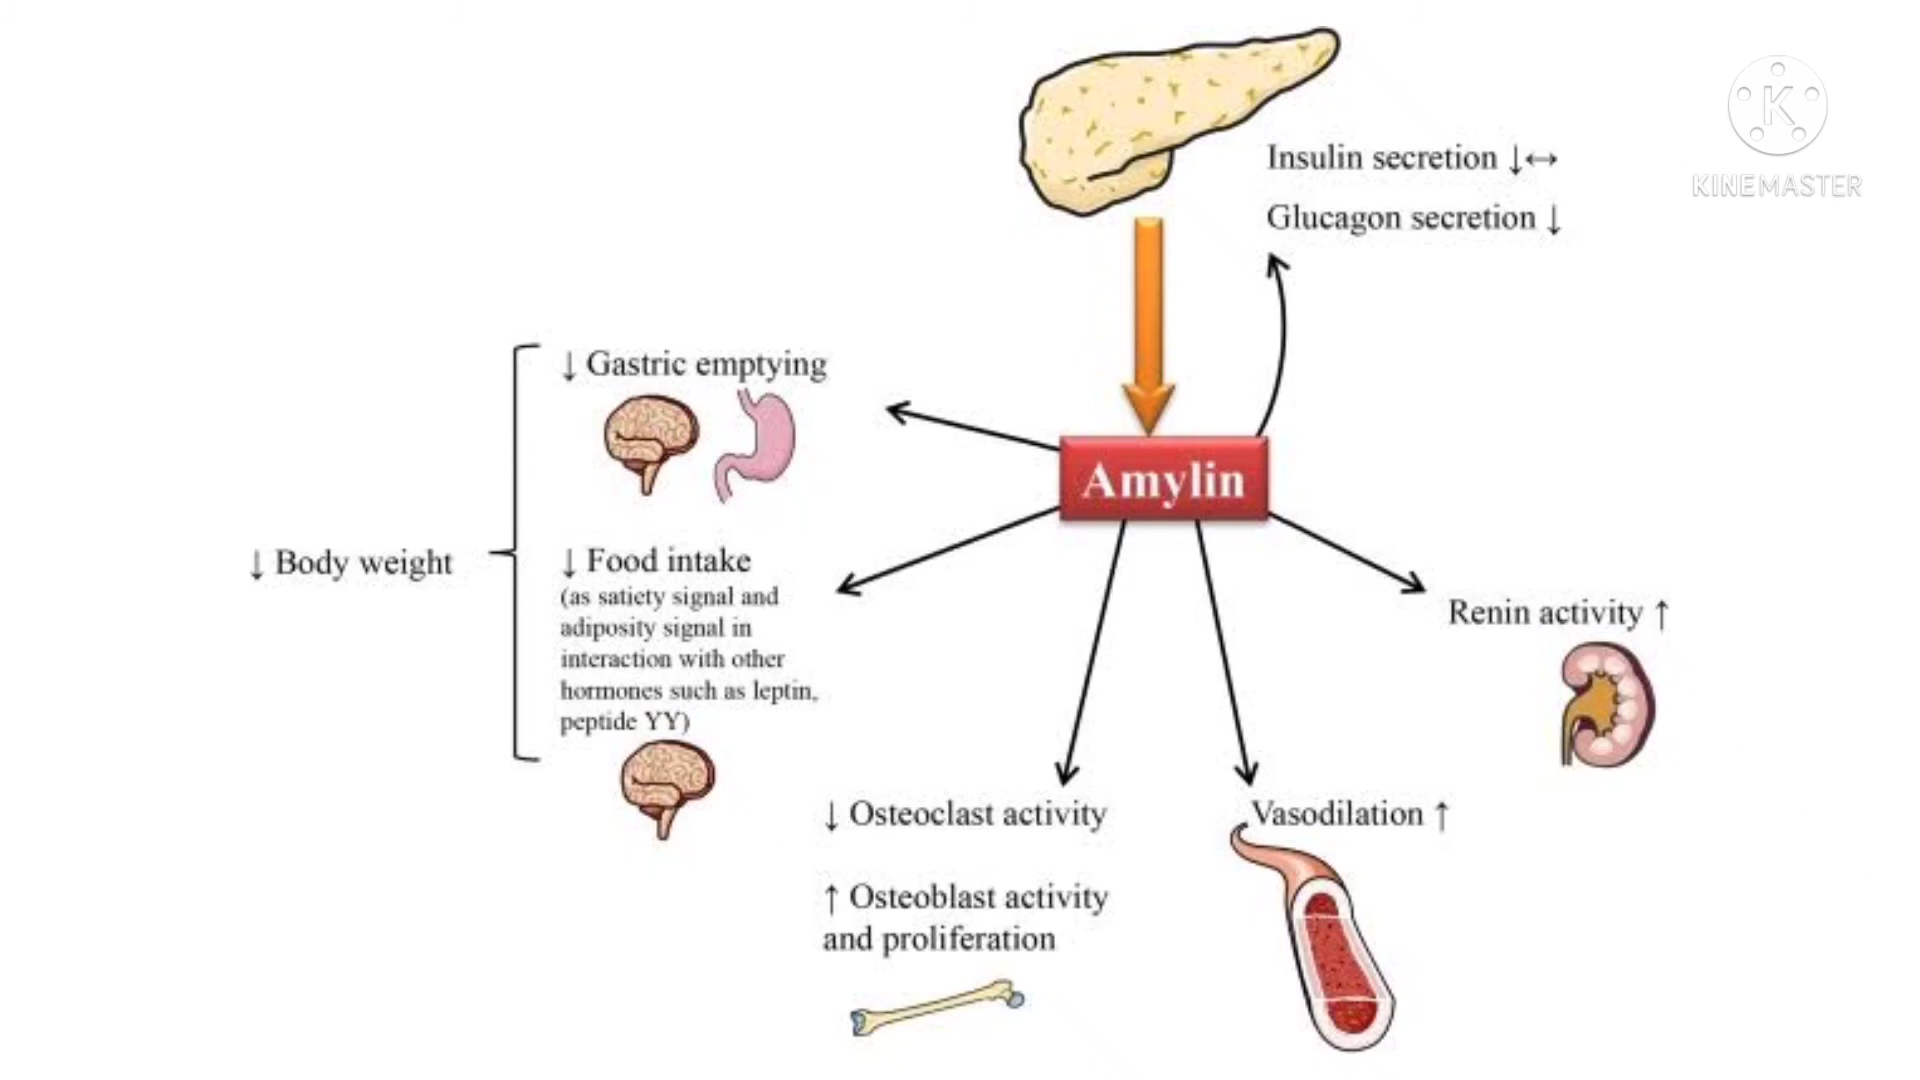 Insulin secretion ↓↔
Glucagon secretion ↓
K
KINEMASTER
↓ Gastric emptying
Amylin
↓ Body weight
↓ Food intake
(as satiety signal and
adiposity signal in
interaction with other
hormones such as leptin,
peptide YY)
Renin activity ↑
↓ Osteoclast activity
Vasodilation ↑
↑ Osteoblast activity
and proliferation